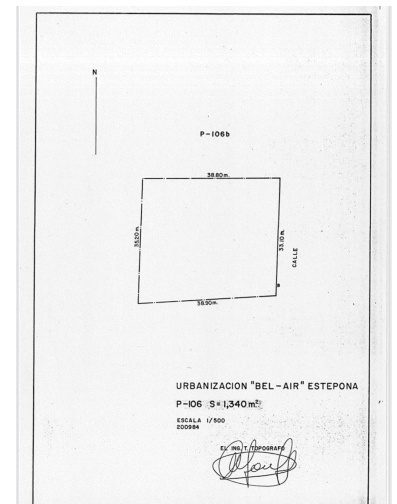 N
P-106b
38.80m.
35.20m.
33.10m.
CALLE
38.90m.
URBANIZACION "BEL-AIR" ESTEPONA
P-106 S=1,340m²
ESCALA 1/500
200984
EL ING. T. TOPOGRAFO